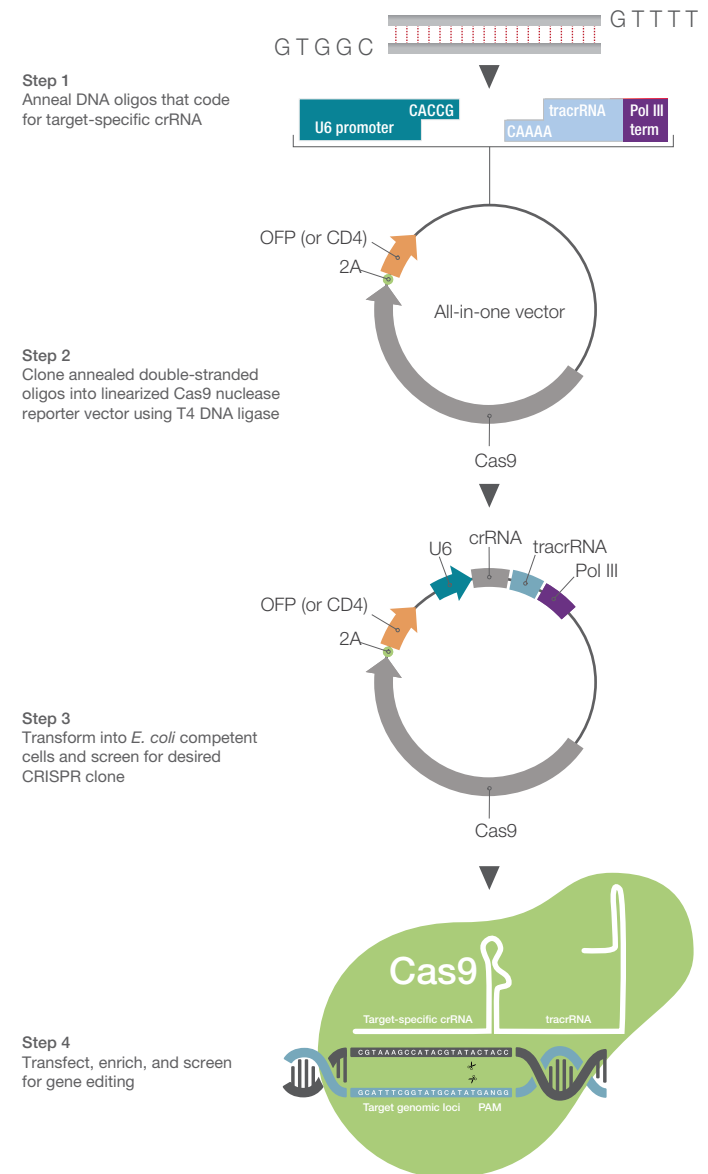 GTTTT
GTGGC
Step 1
Anneal DNA oligos that code
for target-specific crRNA
CACCG
U6 promoter
tracrRNA
CAAAA
Pol III
term
OFP (or CD4)
2A
All-in-one vector
Step 2
Clone annealed double-stranded
oligos into linearized Cas9 nuclease
reporter vector using T4 DNA ligase
Cas9
U6
crRNA
tracrRNA
Pol III
OFP (or CD4)
2A
Step 3
Transform into E. coli competent
cells and screen for desired
CRISPR clone
Cas9
Cas9
Target-specific crRNA
tracrRNA
Step 4
Transfect, enrich, and screen
for gene editing
CGTAAAGCCATACGTATACTACC
GCATTTCGGTATGCATATGANGG
Target genomic loci
PAM